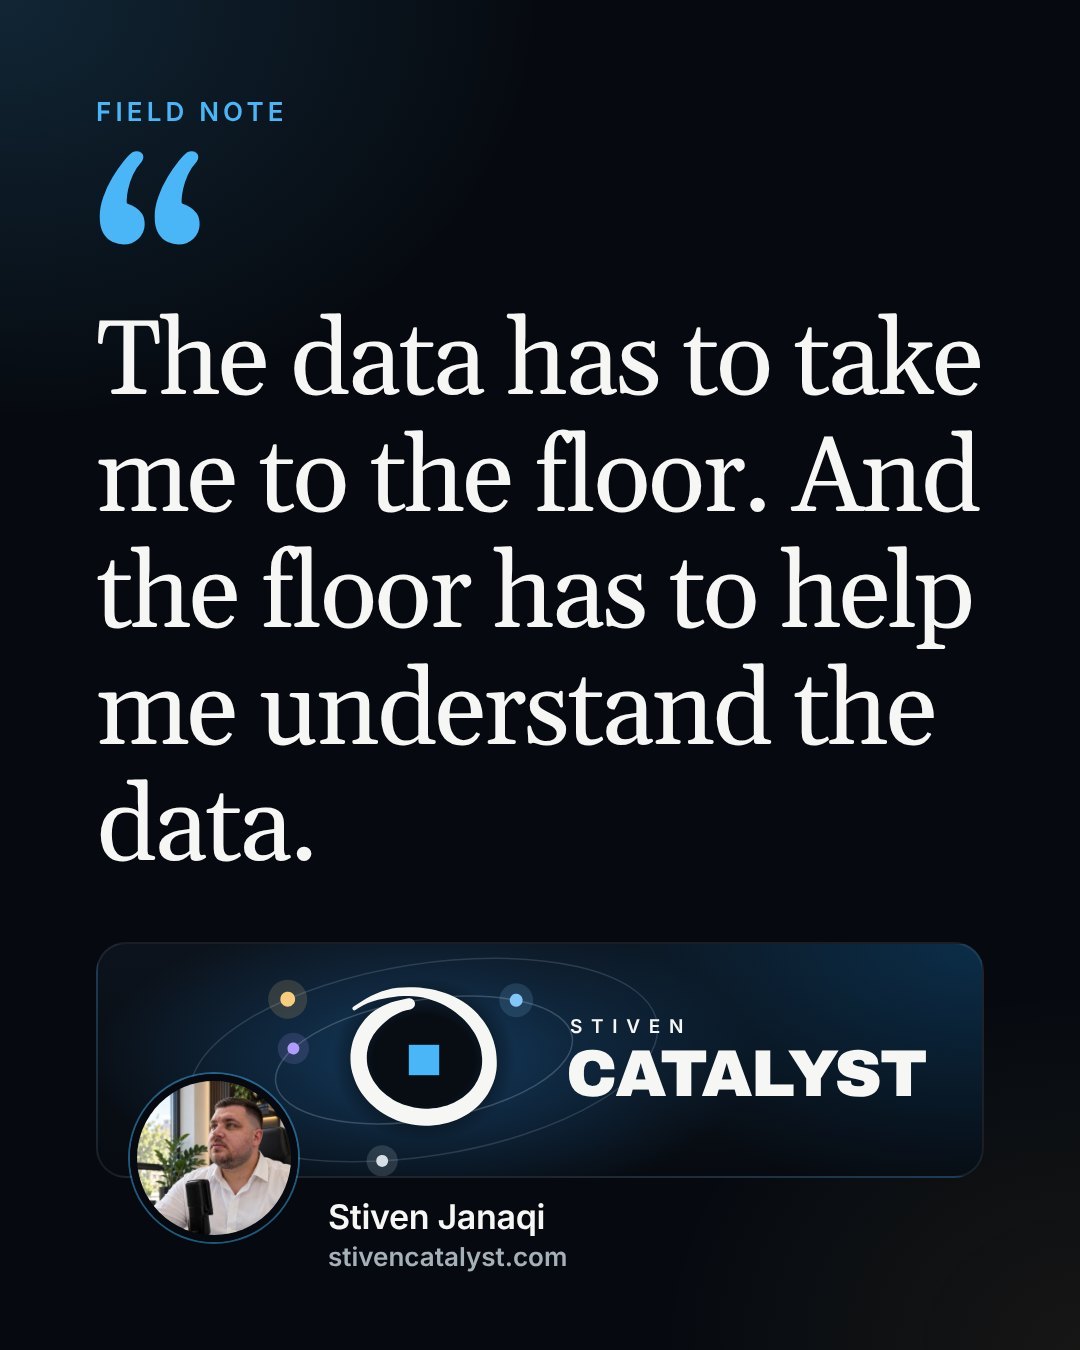 FIELD NOTE
“
The data has to take
me to the floor. And
the floor has to help
me understand the
data.
STIVEN
CATALYST
Stiven Janaqi
stivencatalyst.com